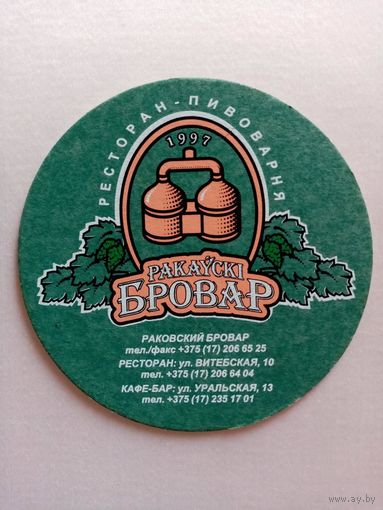 РЕСТОРАН - ПИВОВАРНЯ
1997
РАКАЎСКІ
БРОВАР
РАКОВСКИЙ БРОВАР
тел./факс +375 (17) 206 65 25
РЕСТОРАН: ул. ВИТЕБСКАЯ, 10
тел. +375 (17) 206 64 04
КАФЕ-БАР: ул. УРАЛЬСКАЯ, 13
тел. +375 (17) 235 17 01
www.ay.by